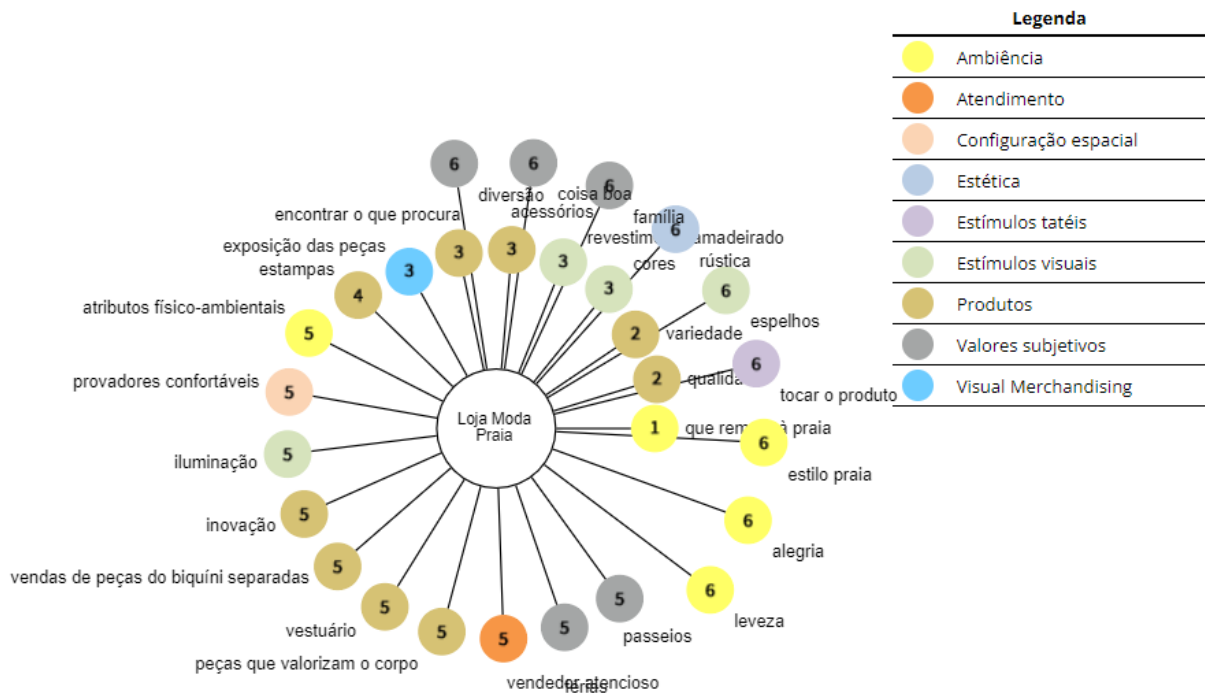 Legenda
Ambiência
Atendimento
Configuração espacial
Estética
Estímulos tatéis
Estímulos visuais
Produtos
Valores subjetivos
Visual Merchandising
6
6
6
6
diversão
coisa boa
acessórios
família
encontrar o que procura
amadeirado
exposição das peças
cores
rústica
estampas
3
3
3
3
3
4
6
atributos físico-ambientais
5
2
variedade
espelhos
6
provadores confortáveis
5
2
tocar o produto
Loja Moda
Praia
1
à praia
6
estilo praia
5
iluminação
5
inovação
6
alegria
5
vendas de peças do biquíni separadas
6
leveza
5
vestuário
5
passeios
5
peças que valorizam o corpo
5
5
vendedor atencioso
férias